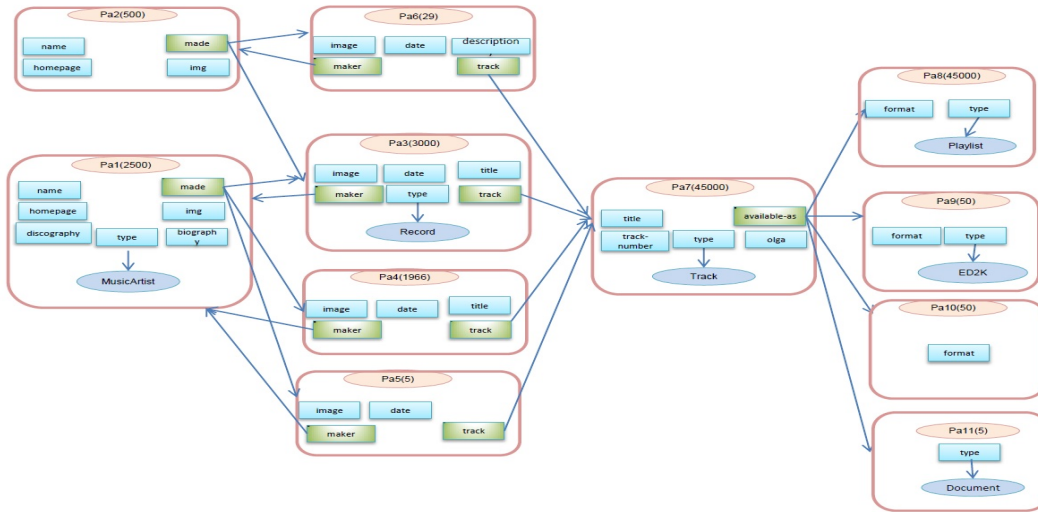 Pa2(500)
name
made
homepage
img
Pa6(29)
image
date
description
maker
track
Pa1(2500)
name
made
homepage
img
discography
type
biograph
y
MusicArtist
Pa3(3000)
image
date
title
maker
type
track
Record
Pa4(1966)
image
date
title
maker
track
Pa5(5)
image
date
maker
track
Pa7(45000)
title
available-as
track-
number
type
olga
Track
Pa8(45000)
format
type
Playlist
Pa9(50)
format
type
ED2K
Pa10(50)
format
Pa11(5)
type
Document